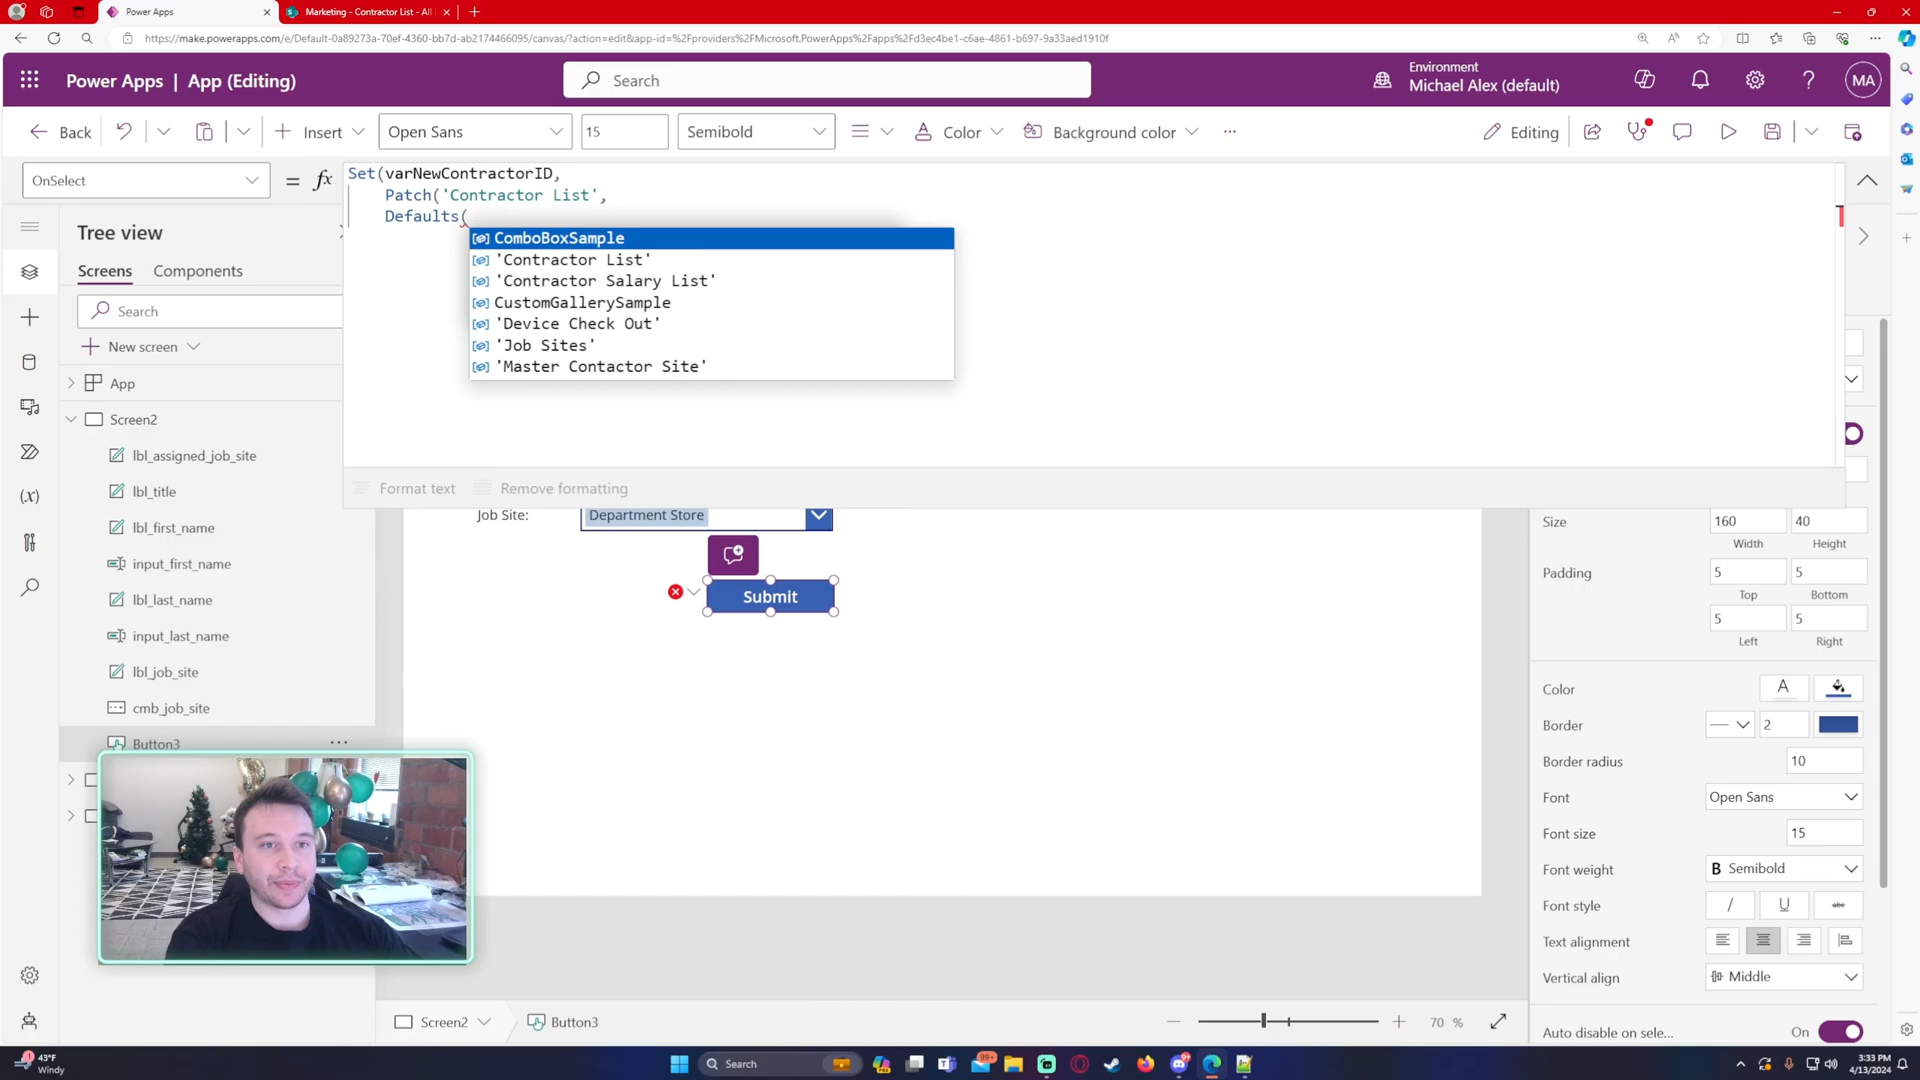 Power Apps
Marketing - Contractor List - All
https://make.powerapps.com/e/Default-0a89273a-70ef-4360-bb7d-ab2174466095/canvas/?action=edit&app-id=%2Fproviders%2FMicrosoft.PowerApps%2Fapps%2Fd3ec4be1-c6ae-4861-b697-9a33aed1910f
Power Apps | App (Editing)
Search
Environment
Michael Alex (default)
MA
Back
Insert
Open Sans
15
Semibold
Color
Background color
Editing
OnSelect
= fx
Set(varNewContractorID,
Patch('Contractor List',
Defaults(
ComboBoxSample
'Contractor List'
'Contractor Salary List'
CustomGallerySample
'Device Check Out'
'Job Sites'
'Master Contactor Site'
Format text
Remove formatting
Tree view
Screens
Components
Search
New screen
App
Screen2
lbl_assigned_job_site
lbl_title
lbl_first_name
input_first_name
lbl_last_name
input_last_name
lbl_job_site
cmb_job_site
Button3
Job Site:
Department Store
Submit
Size
160
40
Width
Height
Padding
5
5
Top
Bottom
5
5
Left
Right
Color
A
Border
2
Border radius
10
Font
Open Sans
Font size
15
Font weight
B Semibold
Font style
/
U
abc
Text alignment
Vertical align
Middle
Auto disable on sele...
On
Screen2
Button3
70 %
43°F
Windy
Search
99+
3:33 PM
4/13/2024